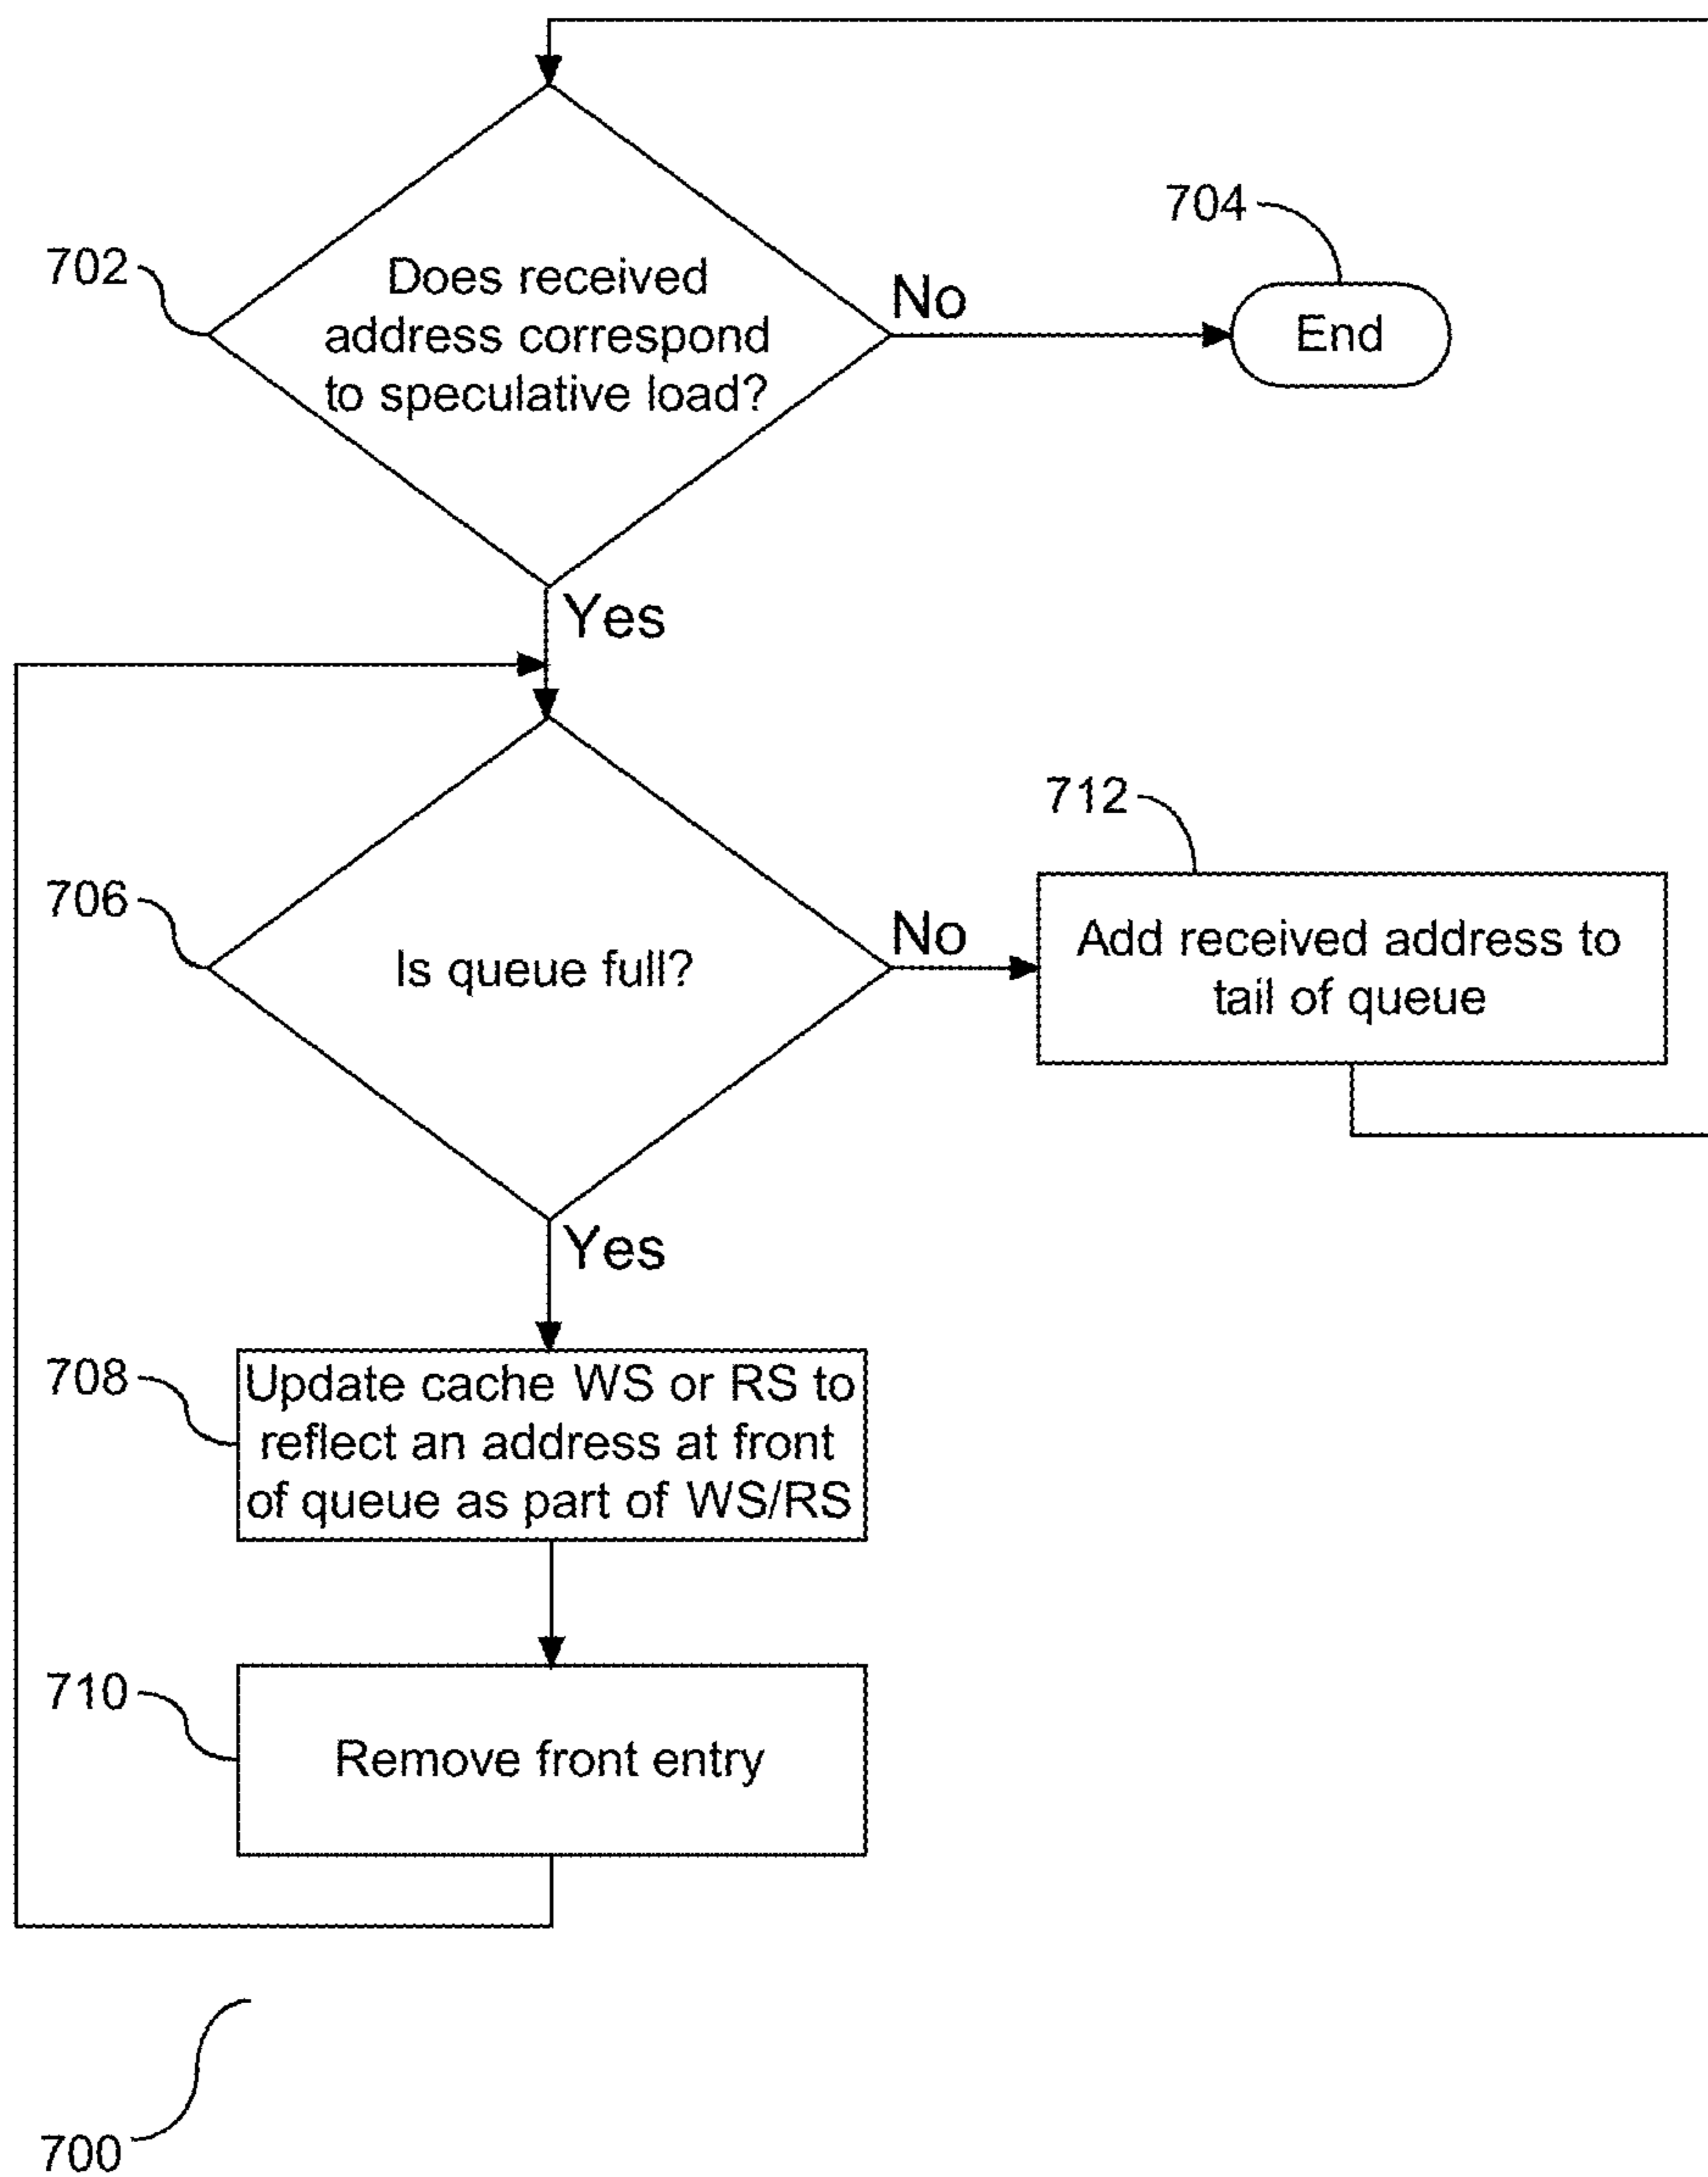 704
702
Does received
address correspond
to speculative load?
No
End
Yes
712
706
Is queue full?
No
Add received address to
tail of queue
Yes
708
Update cache WS or RS to
reflect an address at front
of queue as part of WS/RS
710
Remove front entry
700